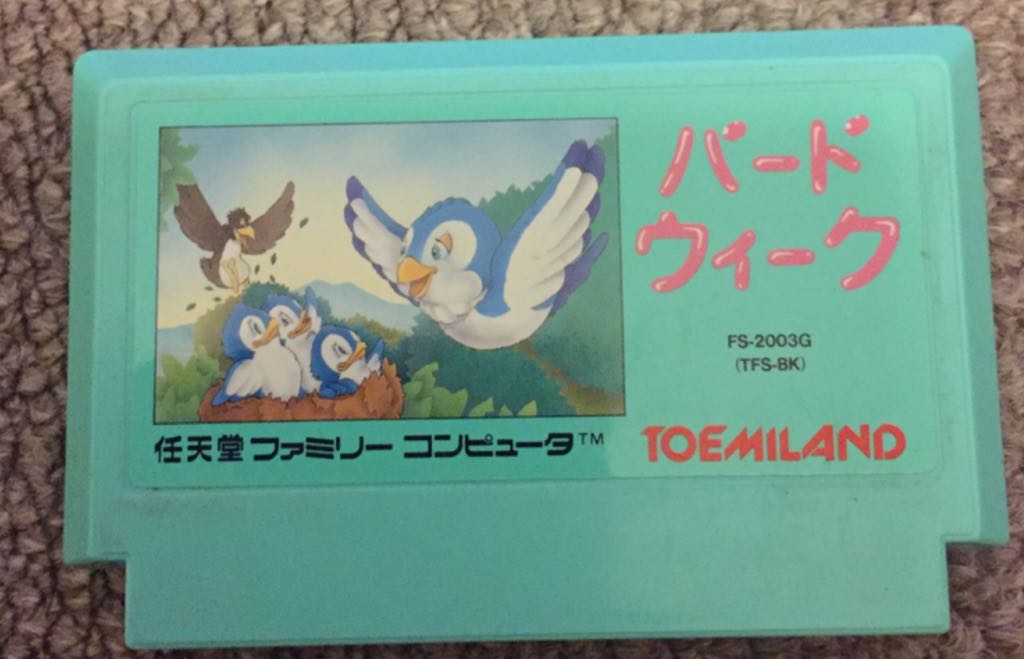 バード
ウィーク
FS-2003G
(TFS-BK)
任天堂 ファミリー コンピュータ™
TOEMILAND